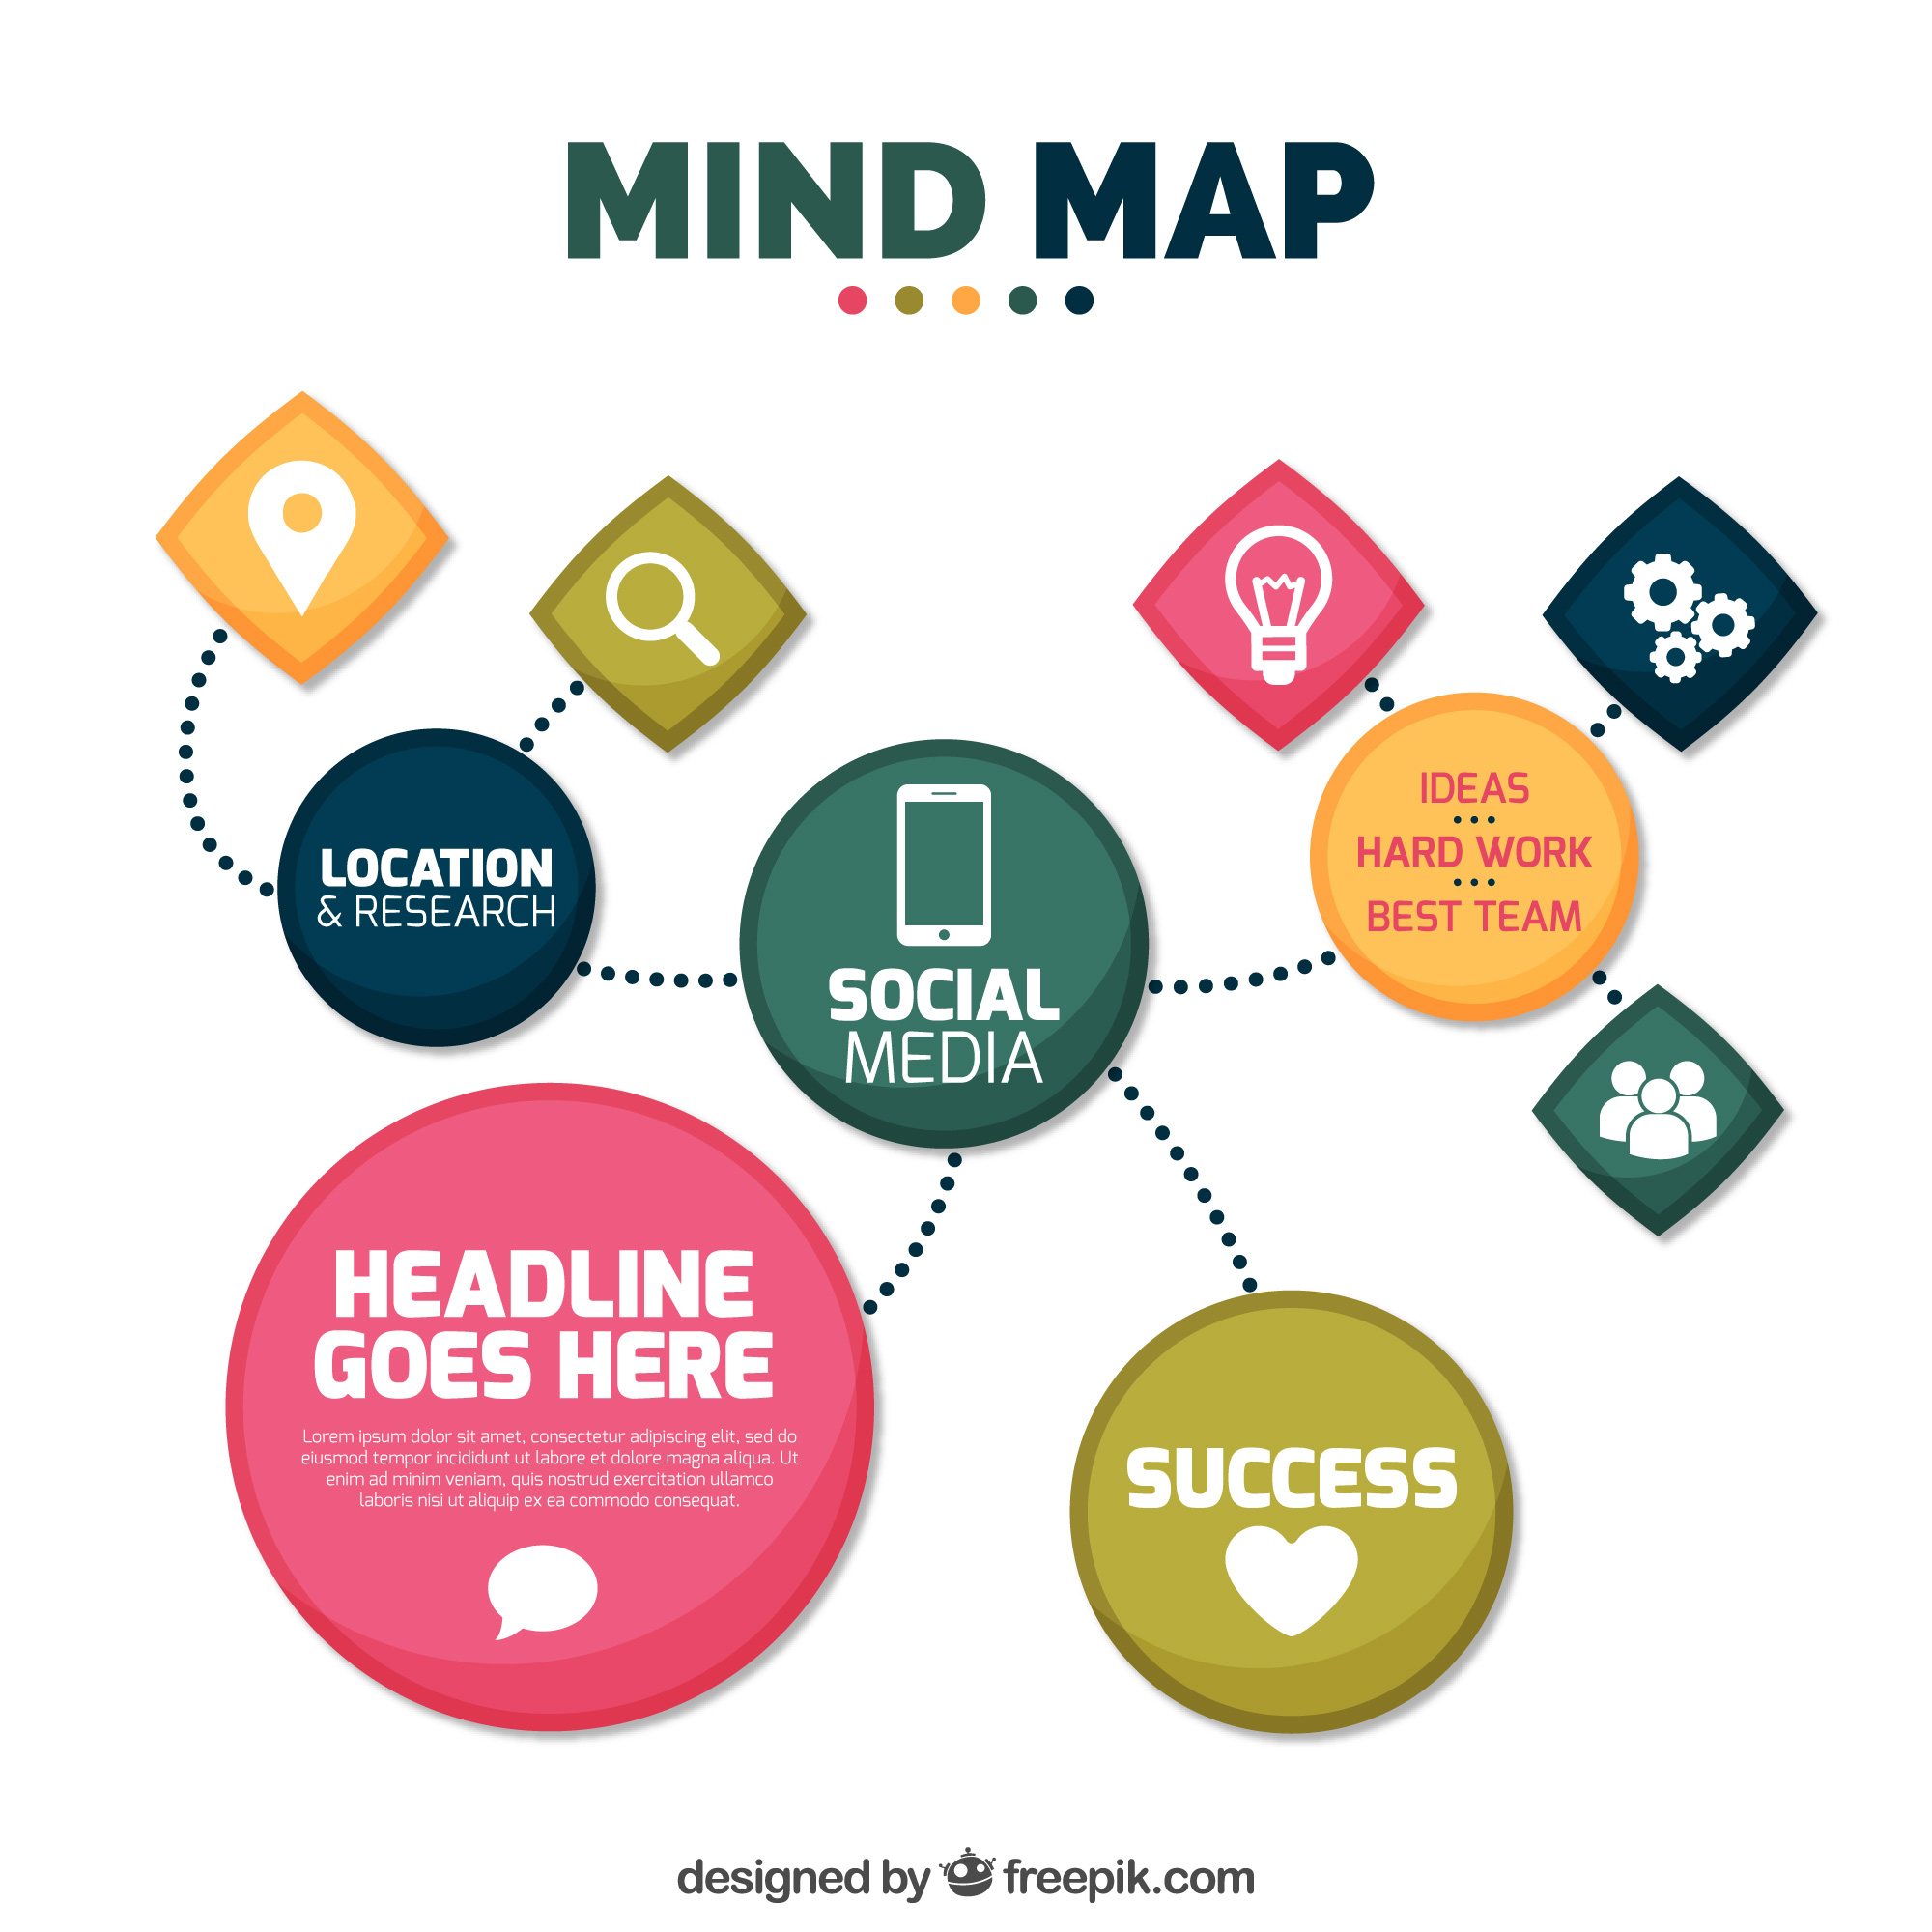 MIND MAP
LOCATION
& RESEARCH
SOCIAL
MEDIA
IDEAS
HARD WORK
BEST TEAM
HEADLINE
GOES HERE
Lorem ipsum dolor sit amet, consectetur adipiscing elit, sed do
eiusmod tempor incididunt ut labore et dolore magna aliqua. Ut
enim ad minim veniam, quis nostrud exercitation ullamco
laboris nisi ut aliquip ex ea commodo consequat.
SUCCESS
designed by freepik.com